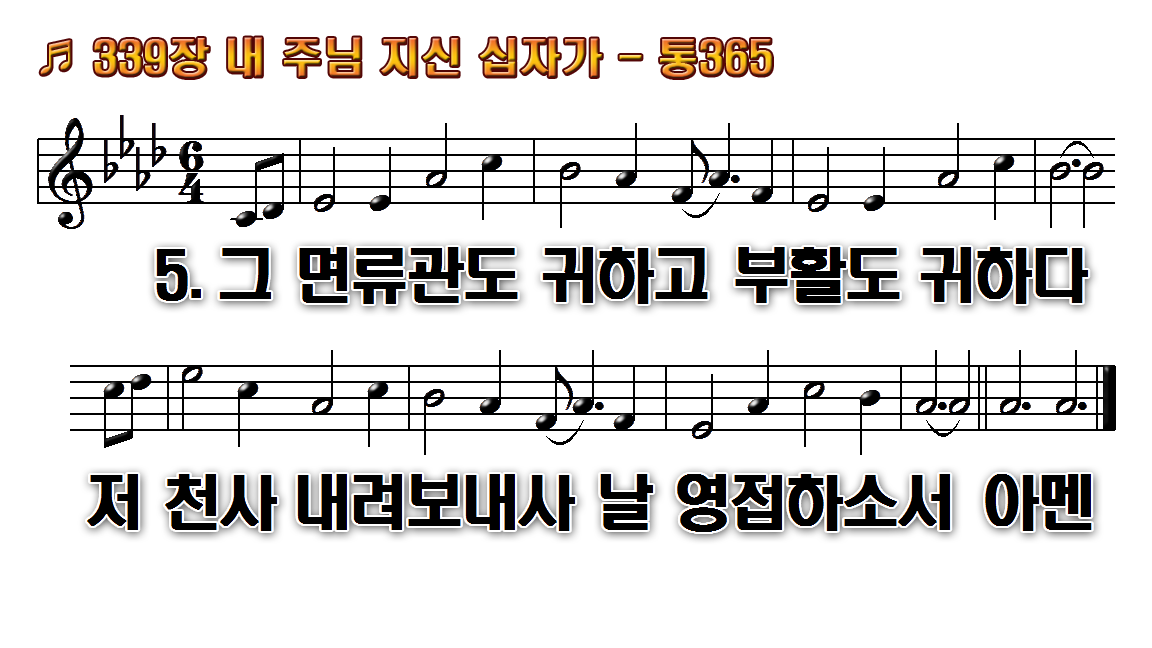 ♬ 339장 내 주님 지신 십자가 - 통365
6
4
5. 그 면류관도 귀하고 부활도 귀하다
저 천사 내려보내사 날 영접하소서 아멘